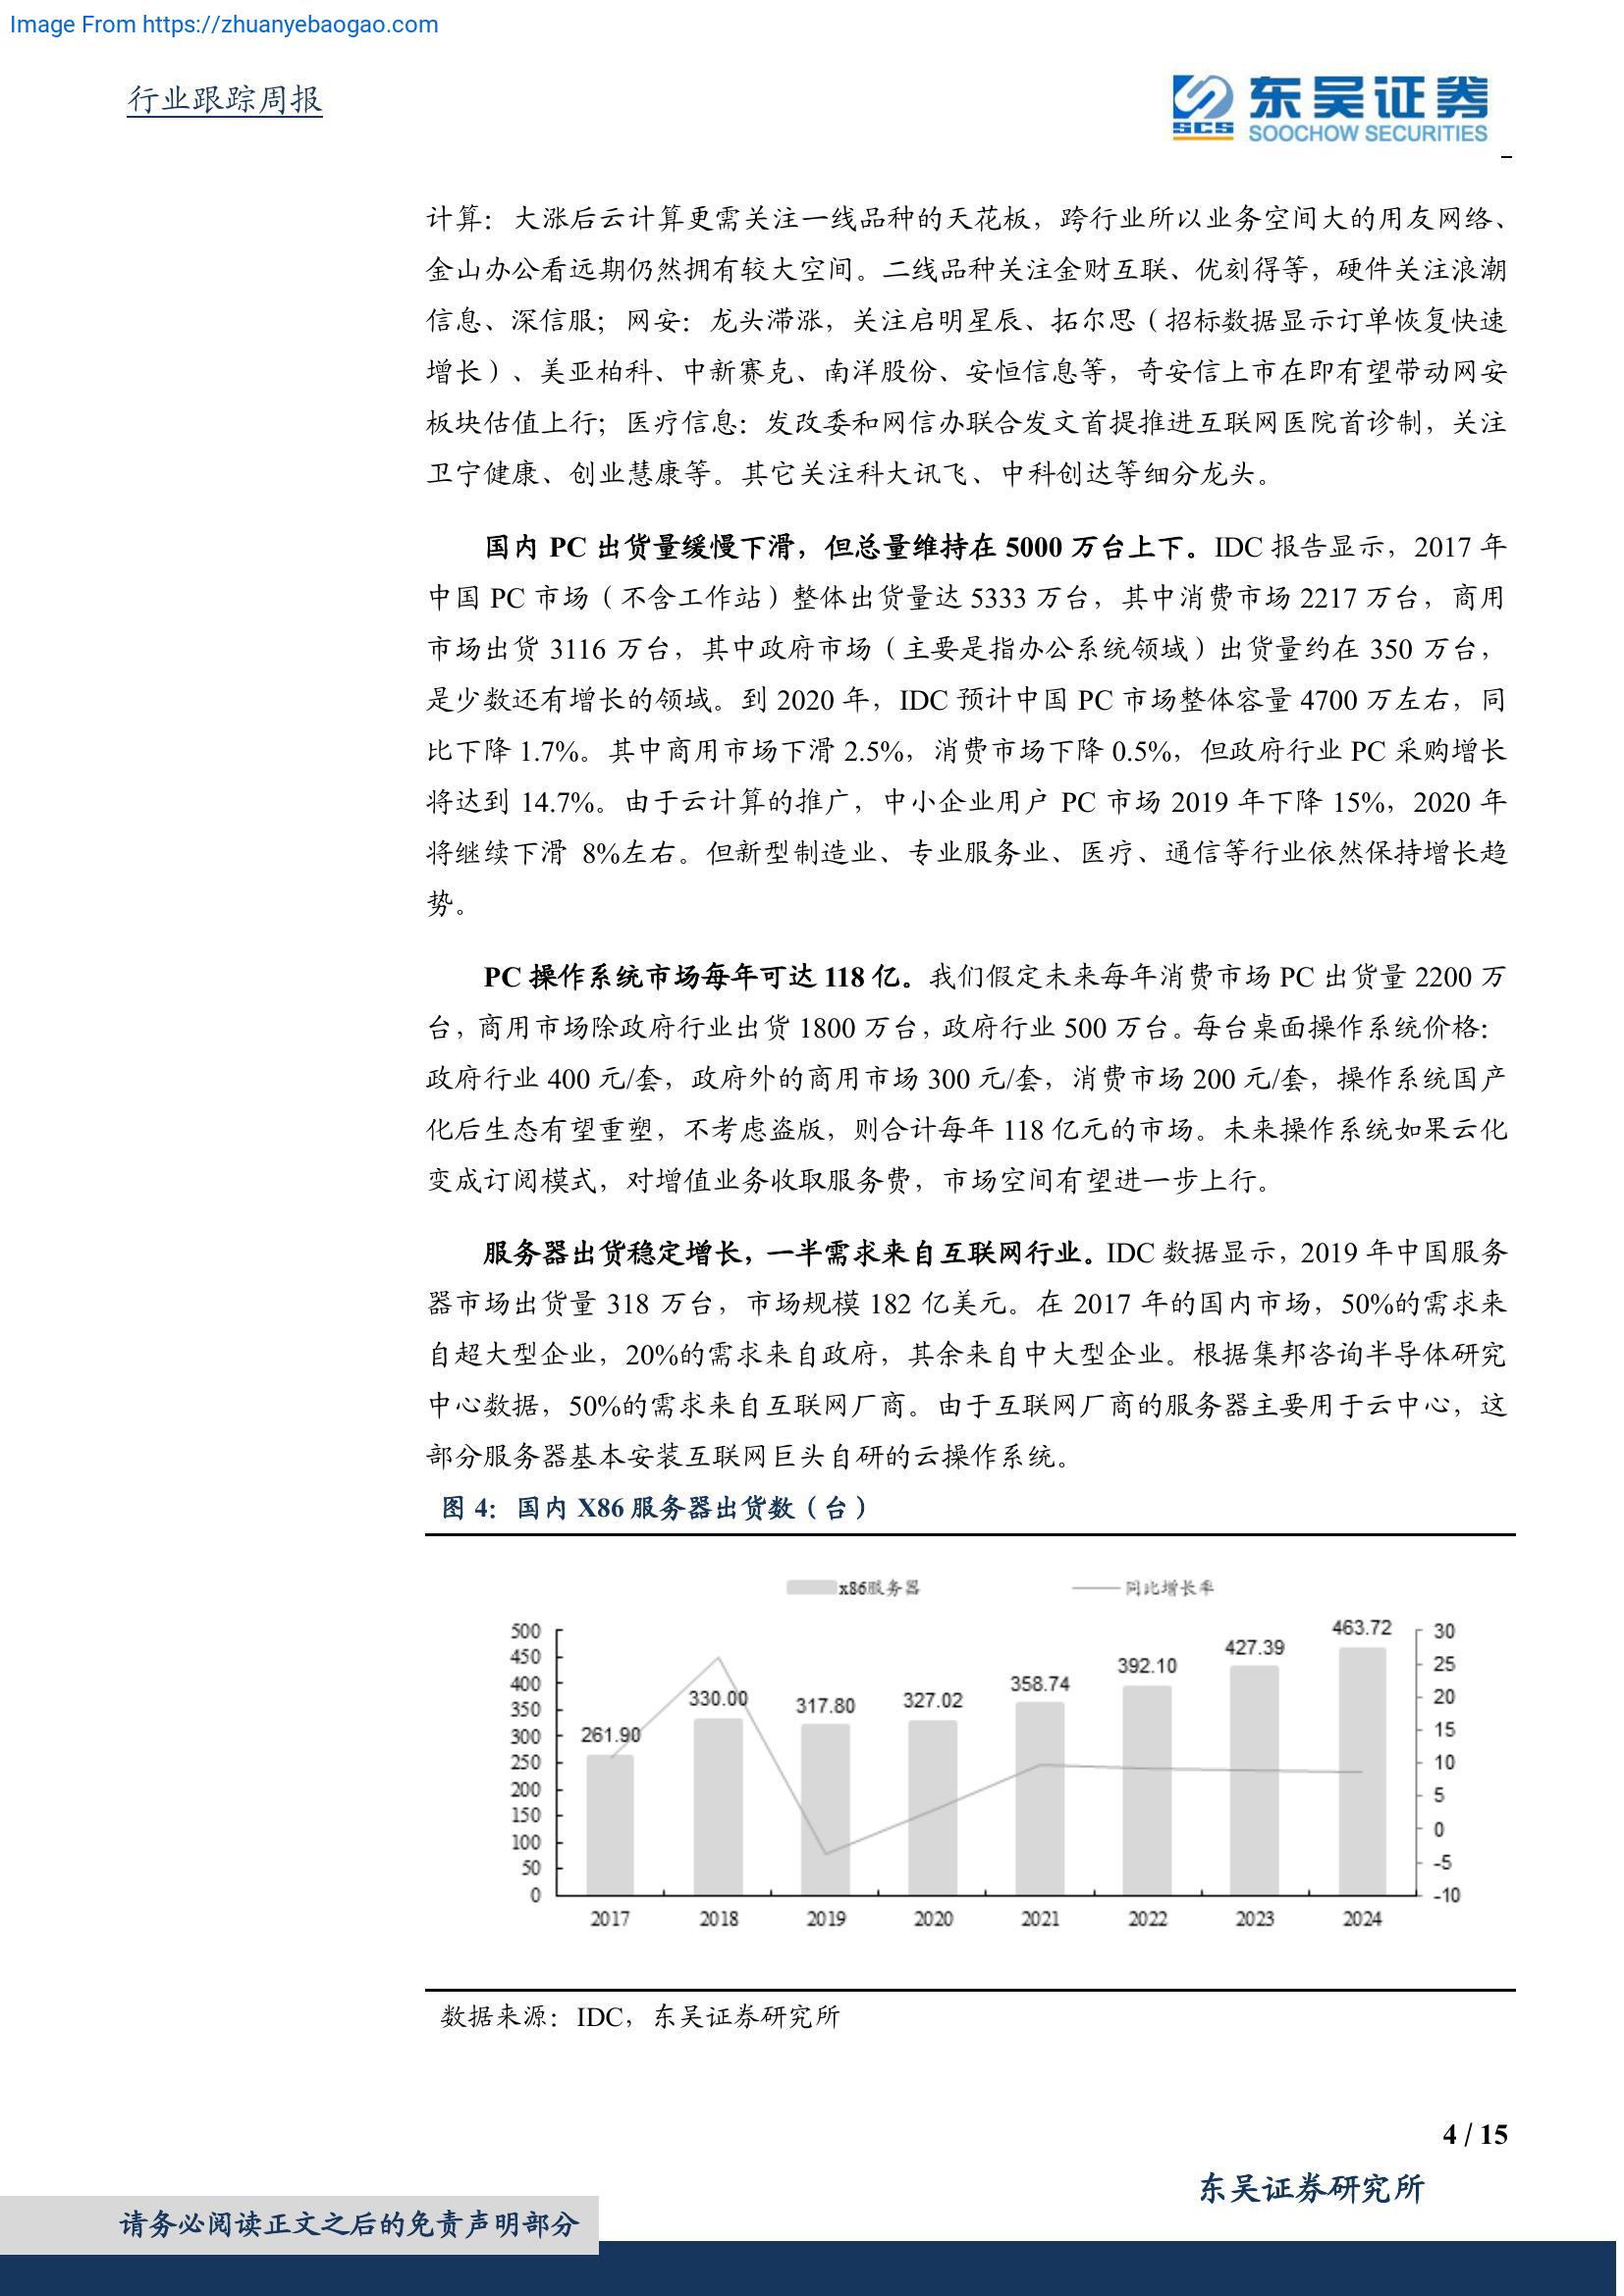 Image From https://zhuanyebaogao.com
行业跟踪周报
东吴证券
SCS
SOOCHOW SECURITIES
计算：大涨后云计算更需关注一线品种的天花板，跨行业所以业务空间大的用友网络、
金山办公看远期仍然拥有较大空间。二线品种关注金财互联、优刻得等，硬件关注浪潮
信息、深信服；网安：龙头滞涨，关注启明星辰、拓尔思（招标数据显示订单恢复快速
增长）、美亚柏科、中新赛克、南洋股份、安恒信息等，奇安信上市在即有望带动网安
板块估值上行；医疗信息：发改委和网信办联合发文首提推进互联网医院首诊制，关注
卫宁健康、创业慧康等。其它关注科大讯飞、中科创达等细分龙头。
国内 PC 出货量缓慢下滑，但总量维持在 5000 万台上下。IDC 报告显示，2017 年
中国 PC 市场（不含工作站）整体出货量达 5333 万台，其中消费市场 2217 万台，商用
市场出货 3116 万台，其中政府市场（主要是指办公系统领域）出货量约在 350 万台，
是少数还有增长的领域。到 2020 年，IDC 预计中国 PC 市场整体容量 4700 万左右，同
比下降 1.7%。其中商用市场下滑 2.5%，消费市场下降 0.5%，但政府行业 PC 采购增长
将达到 14.7%。由于云计算的推广，中小企业用户 PC 市场 2019 年下降 15%，2020 年
将继续下滑 8%左右。但新型制造业、专业服务业、医疗、通信等行业依然保持增长趋
势。
PC 操作系统市场每年可达 118 亿。我们假定未来每年消费市场 PC 出货量 2200 万
台，商用市场除政府行业出货 1800 万台，政府行业 500 万台。每台桌面操作系统价格：
政府行业 400 元/套，政府外的商用市场 300 元/套，消费市场 200 元/套，操作系统国产
化后生态有望重塑，不考虑盗版，则合计每年 118 亿元的市场。未来操作系统如果云化
变成订阅模式，对增值业务收取服务费，市场空间有望进一步上行。
服务器出货稳定增长，一半需求来自互联网行业。IDC 数据显示，2019 年中国服务
器市场出货量 318 万台，市场规模 182 亿美元。在 2017 年的国内市场，50%的需求来
自超大型企业，20%的需求来自政府，其余来自中大型企业。根据集邦咨询半导体研究
中心数据，50%的需求来自互联网厂商。由于互联网厂商的服务器主要用于云中心，这
部分服务器基本安装互联网巨头自研的云操作系统。
图 4：国内 X86 服务器出货数（台）
x86服务器 同比增长率
500 450 400 350 300 250 200 150 100 50 0
261.90 330.00 317.80 327.02 358.74 392.10 427.39 463.72
30 25 20 15 10 5 0 -5 -10
2017 2018 2019 2020 2021 2022 2023 2024
数据来源：IDC，东吴证券研究所
4 / 15
东吴证券研究所
请务必阅读正文之后的免责声明部分